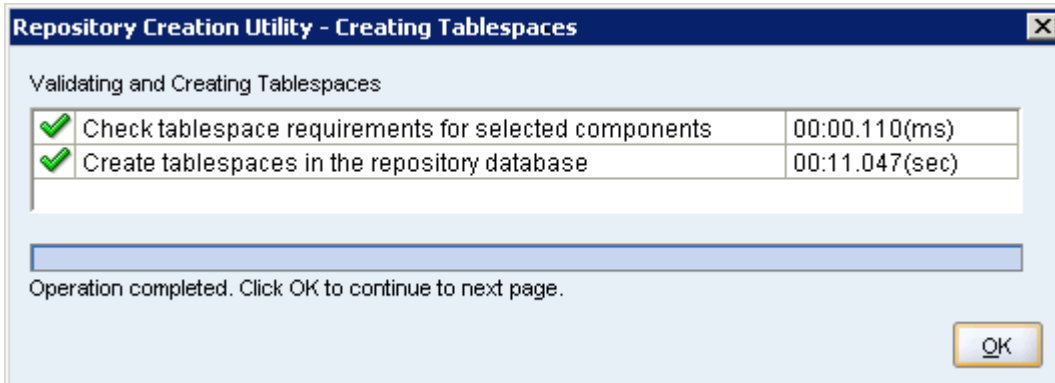 Repository Creation Utility - Creating Tablespaces
Validating and Creating Tablespaces
Check tablespace requirements for selected components 00:00.110(ms)
Create tablespaces in the repository database 00:11.047(sec)
Operation completed. Click OK to continue to next page.
OK